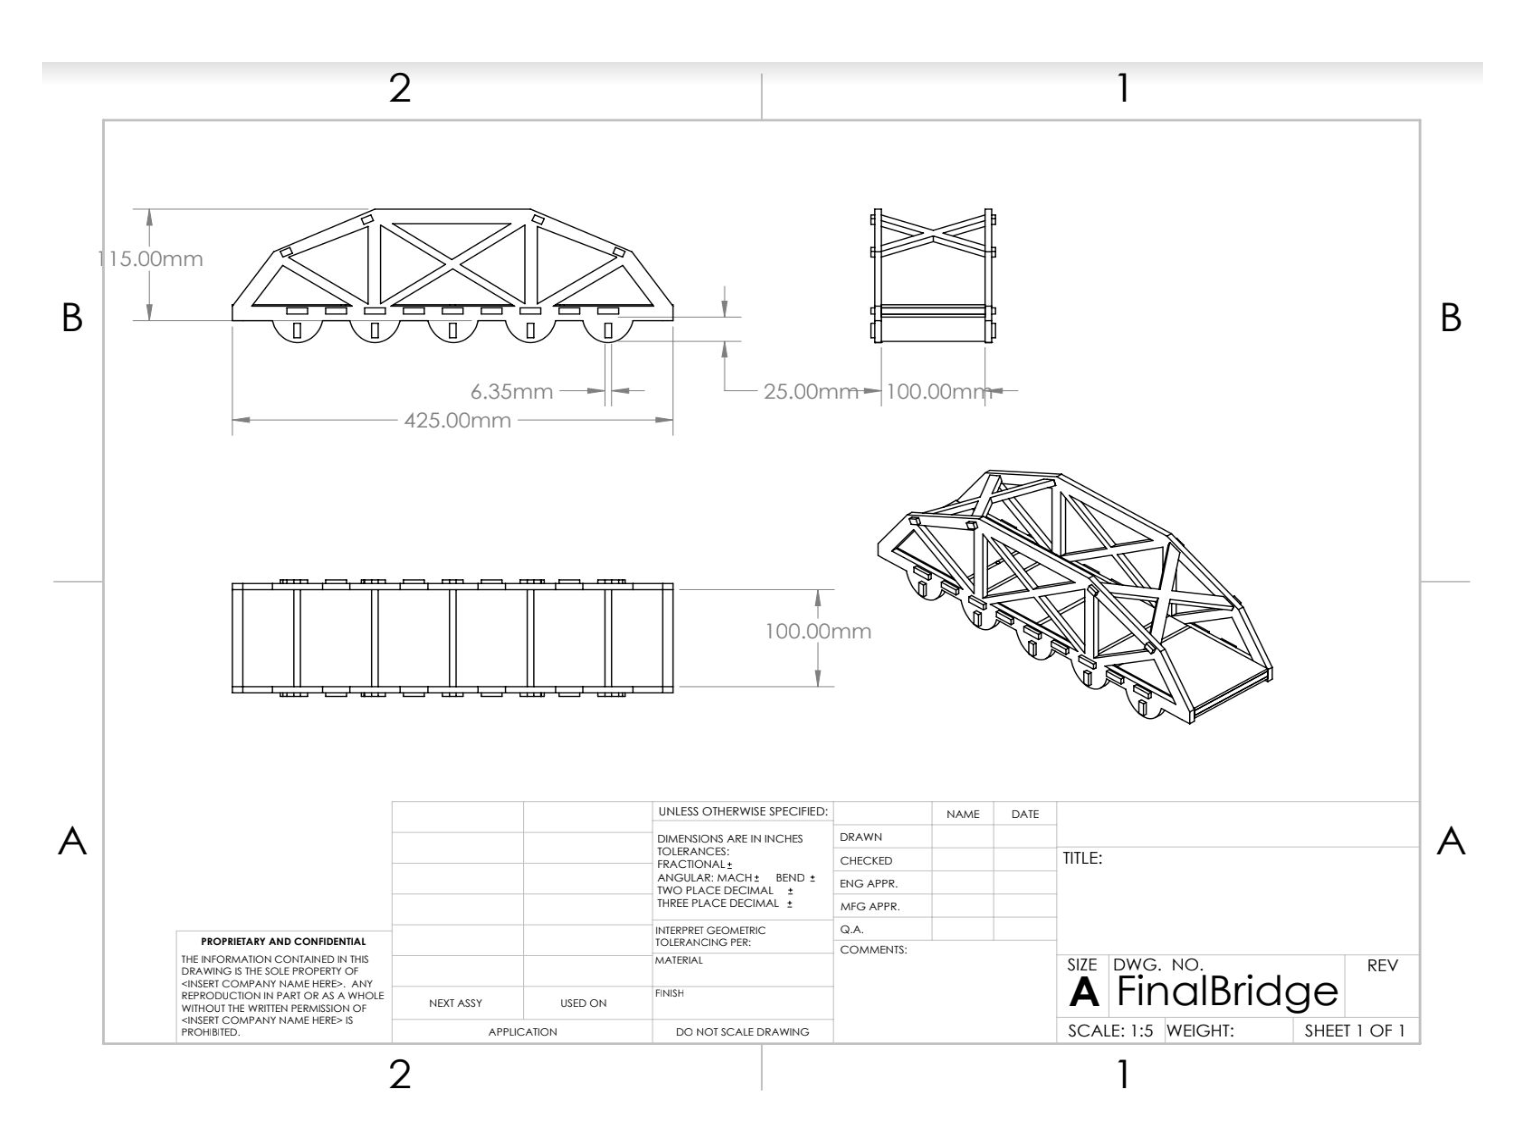 2
1
115.00mm
B
B
6.35mm
25.00mm
100.00mm
425.00mm
100.00mm
A
A
UNLESS OTHERWISE SPECIFIED:
DIMENSIONS ARE IN INCHES
TOLERANCES:
FRACTIONAL±
ANGULAR: MACH± BEND ±
TWO PLACE DECIMAL ±
THREE PLACE DECIMAL ±
INTERPRET GEOMETRIC
TOLERANCING PER:
MATERIAL
FINISH
DO NOT SCALE DRAWING
NAME
DATE
DRAWN
CHECKED
ENG APPR.
MFG APPR.
Q.A.
COMMENTS:
TITLE:
SIZE
A
DWG. NO.
FinalBridge
REV
SCALE: 1:5
WEIGHT:
SHEET 1 OF 1
PROPRIETARY AND CONFIDENTIAL
THE INFORMATION CONTAINED IN THIS
DRAWING IS THE SOLE PROPERTY OF
<INSERT COMPANY NAME HERE>. ANY
REPRODUCTION IN PART OR AS A WHOLE
WITHOUT THE WRITTEN PERMISSION OF
<INSERT COMPANY NAME HERE> IS
PROHIBITED.
NEXT ASSY
USED ON
APPLICATION
2
1